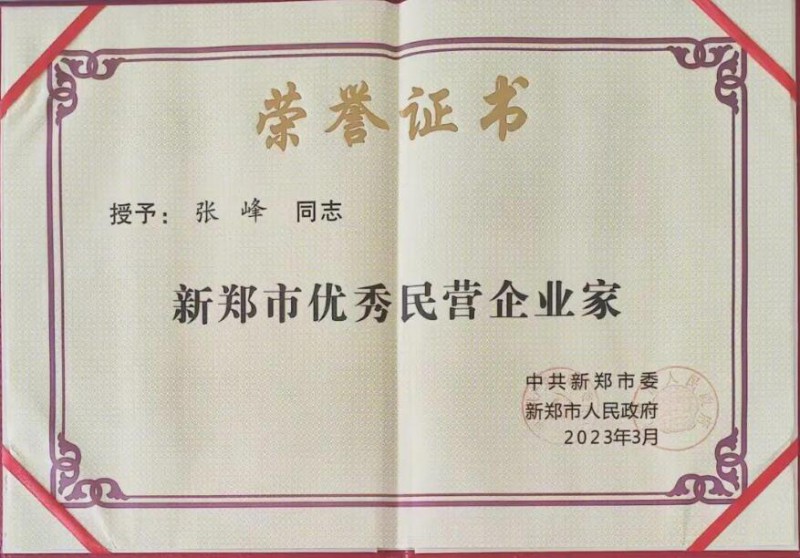 荣誉证书
授予：张峰 同志
新郑市优秀民营企业家
中共新郑市委
新郑市人民政府
2023年3月